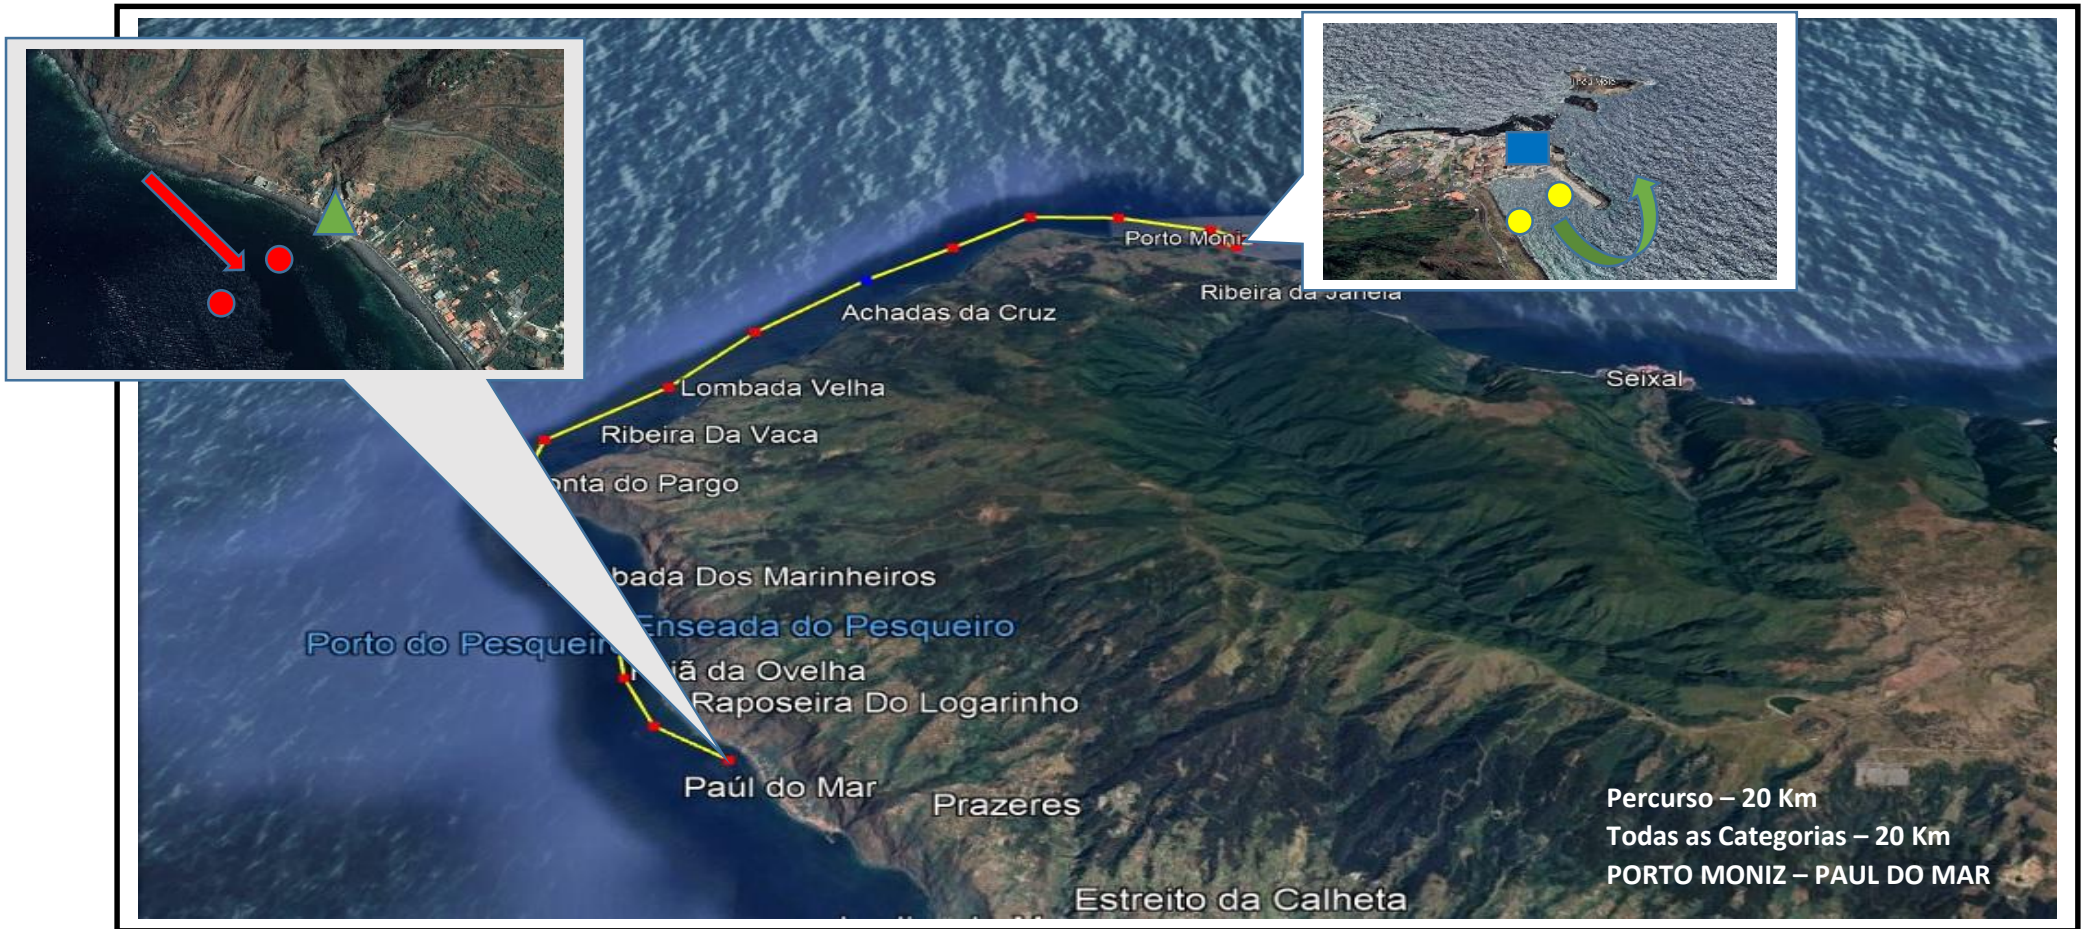 Porto Moniz
Ribeira da Janela
Achadas da Cruz
Seixal
Lombada Velha
Ribeira Da Vaca
onta do Pargo
bada Dos Marinheiros
Enseada do Pesqueiro
Porto do Pesqueir
jã da Ovelha
Raposeira Do Logarinho
Paúl do Mar
Prazeres
Estreito da Calheta
Percurso – 20 Km
Todas as Categorias – 20 Km
PORTO MONIZ – PAUL DO MAR